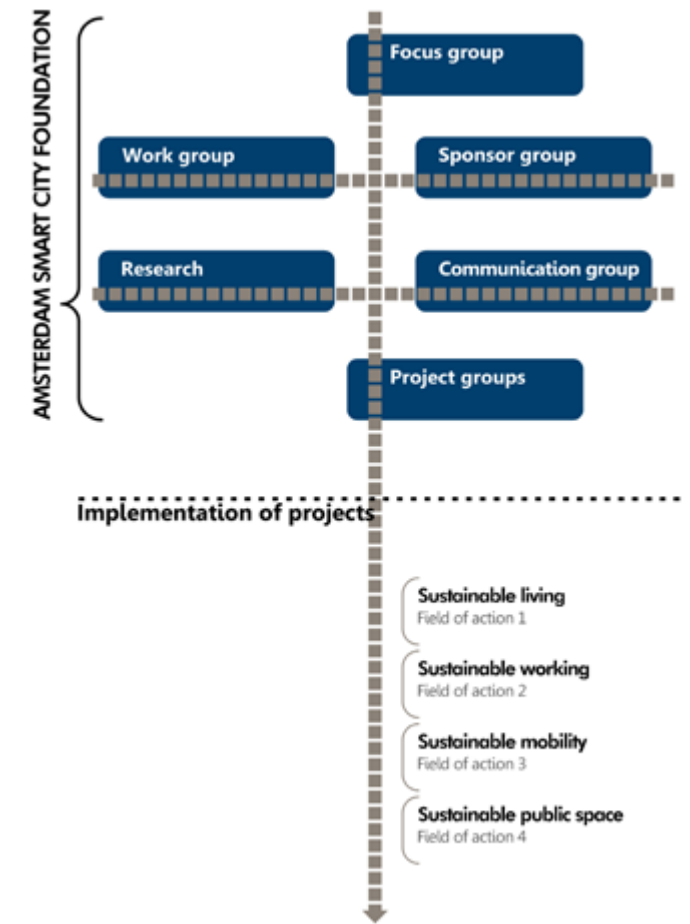 AMSTERDAM SMART CITY FOUNDATION
Focus group
Work group
Sponsor group
Research
Communication group
Project groups
Implementation of projects
Sustainable living
Field of action 1
Sustainable working
Field of action 2
Sustainable mobility
Field of action 3
Sustainable public space
Field of action 4